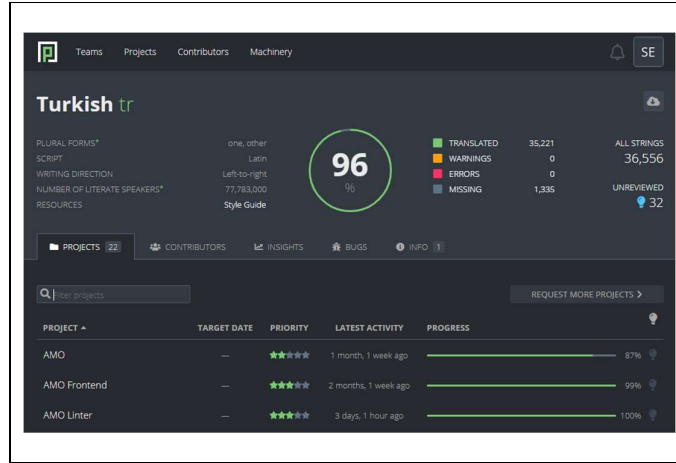 Teams Projects Contributors Machinery SE
Turkish tr
PLURAL FORMS* one, other
SCRIPT Latin
WRITING DIRECTION Left-to-right
NUMBER OF LITERATE SPEAKERS* 77,783,000
RESOURCES Style Guide
96
%
TRANSLATED 35,221
WARNINGS 0
ERRORS 0
MISSING 1,335
ALL STRINGS
36,556
UNREVIEWED
32
PROJECTS 22 CONTRIBUTORS INSIGHTS BUGS INFO 1
Filter projects REQUEST MORE PROJECTS >
PROJECT TARGET DATE PRIORITY LATEST ACTIVITY PROGRESS
AMO — 1 month, 1 week ago 87%
AMO Frontend — 2 months, 1 week ago 99%
AMO Linter — 3 days, 1 hour ago 100%